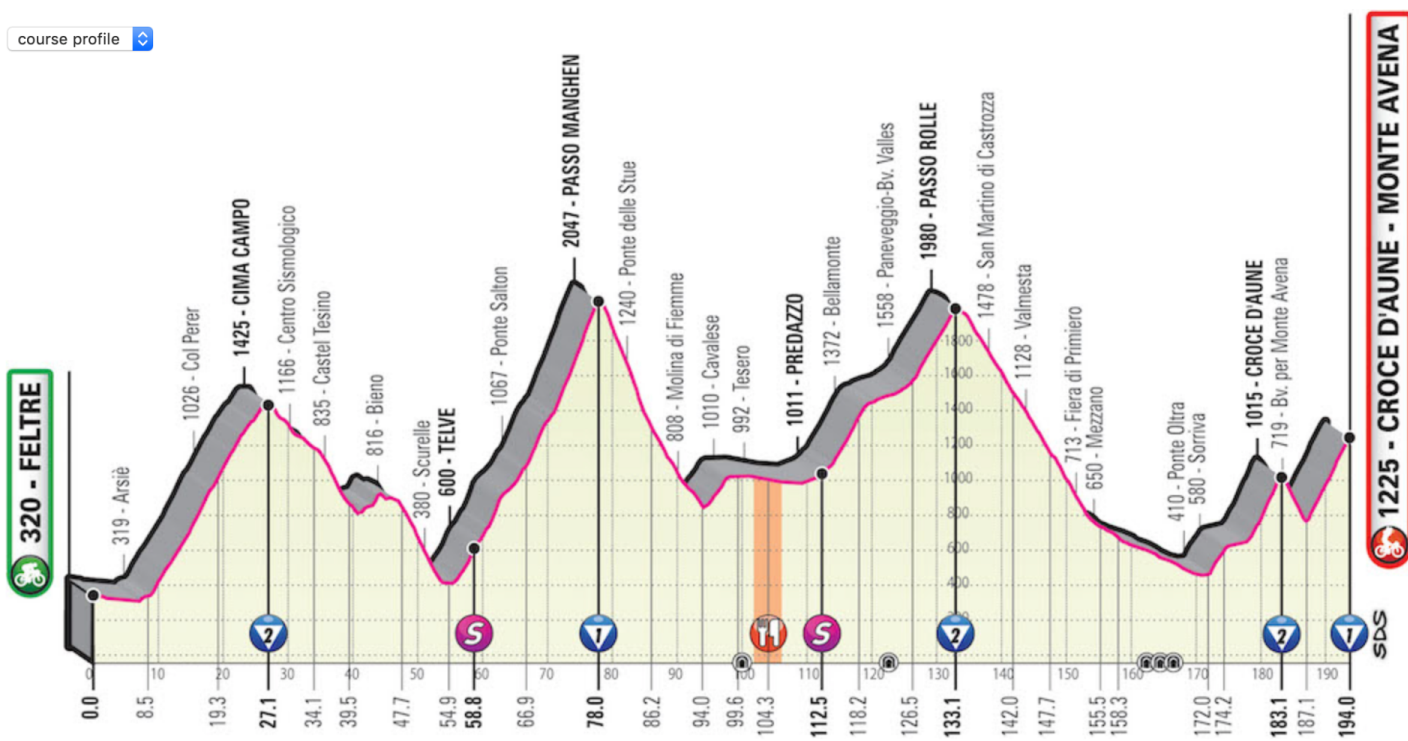 course profile
320 - FELTRE
319 - Arsiè
1026 - Col Perer
1425 - CIMA CAMPO
1166 - Centro Sismologico
835 - Castel Tesino
816 - Bieno
380 - Scurelle
600 - TELVE
1067 - Ponte Salton
2047 - PASSO MANGHEN
1240 - Ponte delle Stue
808 - Molina di Fiemme
1010 - Cavalese
992 - Tesero
1011 - PREDAZZO
1372 - Bellamonte
1558 - Paneveggio-Bv. Valles
1980 - PASSO ROLLE
1478 - San Martino di Castrozza
1128 - Valmesta
713 - Fiera di Primiero
650 - Mezzano
410 - Ponte Oltra
580 - Sorriva
1015 - CROCE D'AUNE
719 - Bv. per Monte Avena
1225 - CROCE D'AUNE - MONTE AVENA
1800
1600
1400
1200
1000
800
600
400
200
2
S
1
S
2
2
1
SDS
0
10
20
30
40
50
60
70
80
90
100
110
120
130
140
150
160
170
180
190
0.0
8.5
19.3
27.1
34.1
39.5
47.7
54.9
58.8
66.9
78.0
86.2
94.0
99.6
104.3
112.5
118.2
126.5
133.1
142.0
147.7
155.5
158.3
172.0
174.2
183.1
187.1
194.0